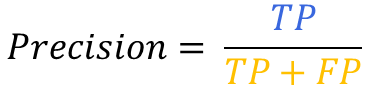 Precision = TP / TP + FP